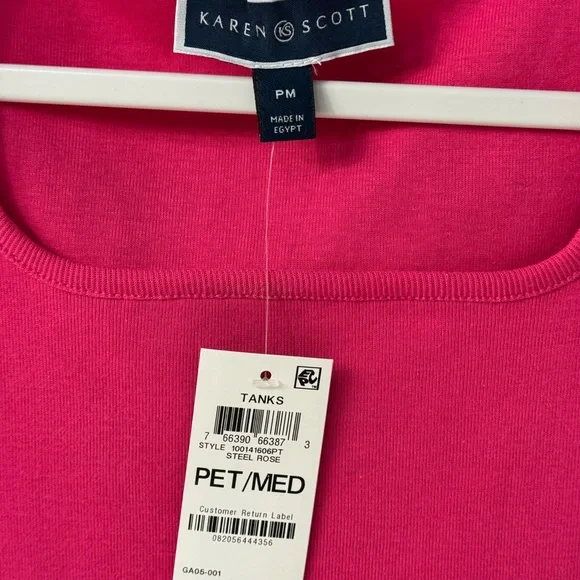 KAREN KS SCOTT
PM
MADE IN
EGYPT
TANKS
7 66390 66387 3
STYLE 100141606PT
STEEL ROSE
PET/MED
Customer Return Label
082056444356
GA05-001